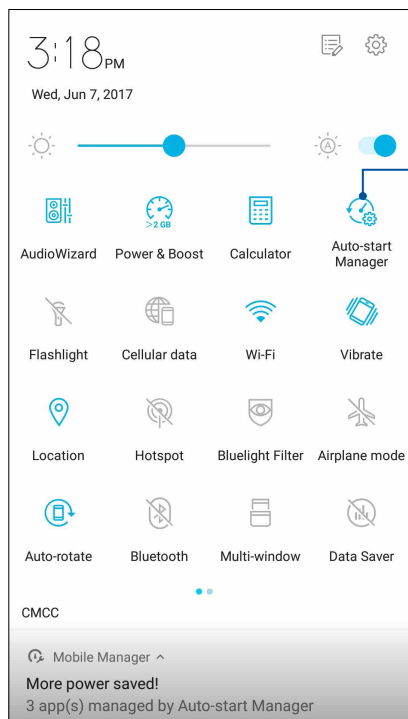 3:18PM
Wed, Jun 7, 2017
A
>2 GB
AudioWizard Power & Boost Calculator Auto-start
Manager
Flashlight Cellular data Wi-Fi Vibrate
Location Hotspot Bluelight Filter Airplane mode
Auto-rotate Bluetooth Multi-window Data Saver
CMCC
Mobile Manager
More power saved!
3 app(s) managed by Auto-start Manager